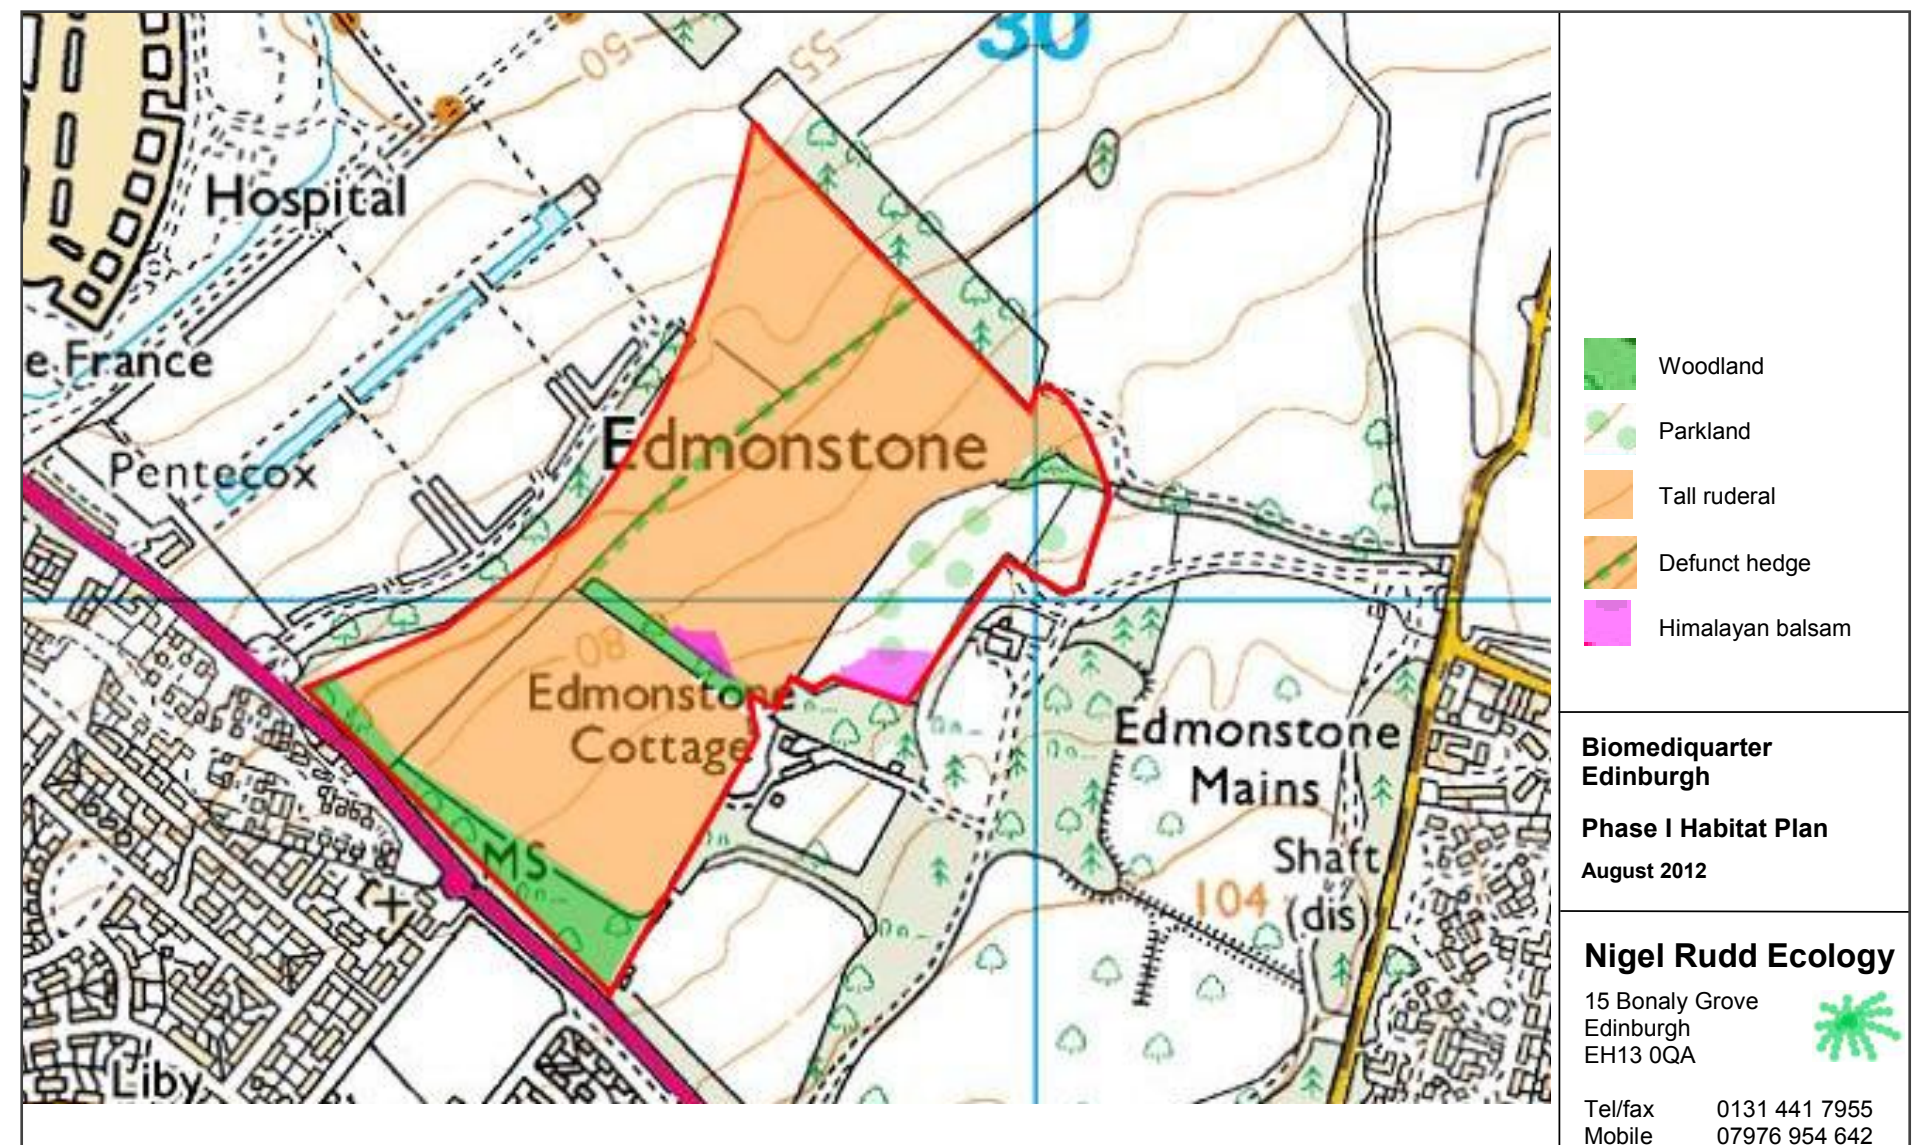 30
50
55
Hospital
e France
Pentecox
Edmonstone
80
Edmonstone
Cottage
Edmonstone
Mains
MS
Shaft
(dis)
104
Liby
Woodland
Parkland
Tall ruderal
Defunct hedge
Himalayan balsam
Biomediquarter
Edinburgh
Phase I Habitat Plan
August 2012
Nigel Rudd Ecology
15 Bonaly Grove
Edinburgh
EH13 0QA
Tel/fax 0131 441 7955
Mobile 07976 954 642